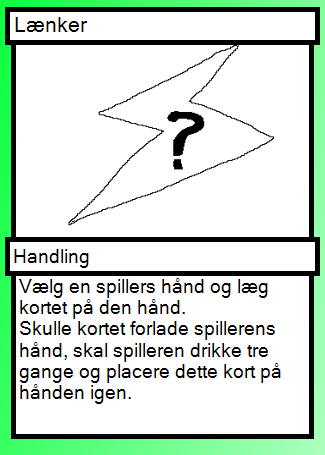 Lænker
?
Handling
Vælg en spillers hånd og læg
kortet på den hånd.
Skulle kortet forlade spillerens
hånd, skal spilleren drikke tre
gange og placere dette kort på
hånden igen.